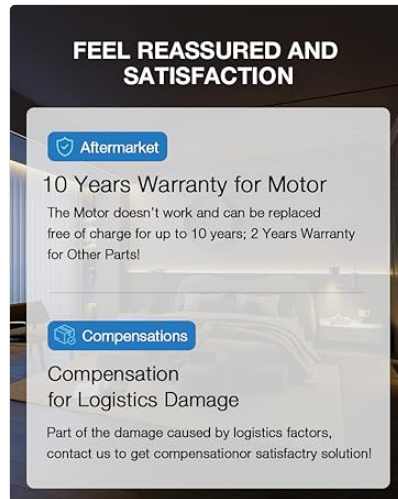 FEEL REASSURED AND
SATISFACTION
Aftermarket
10 Years Warranty for Motor
The Motor doesn't work and can be replaced
free of charge for up to 10 years; 2 Years Warranty
for Other Parts!
Compensations
Compensation
for Logistics Damage
Part of the damage caused by logistics factors,
contact us to get compensationor satisfactry solution!